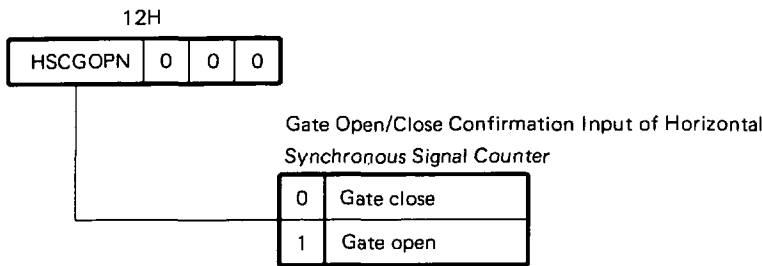 12H
HSCGOPN 0 0 0
Gate Open/Close Confirmation Input of Horizontal
Synchronous Signal Counter
0 Gate close
1 Gate open